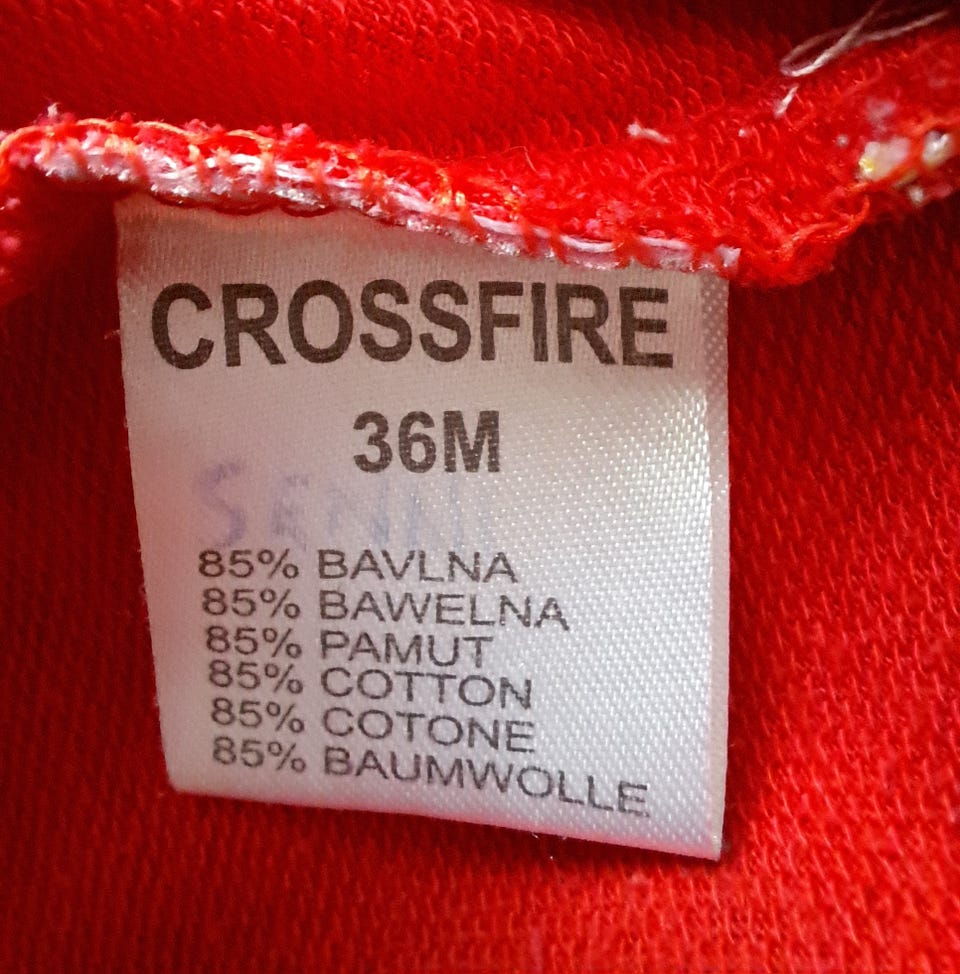 CROSSFIRE
36M
85% BAVLNA
85% BAWELNA
85% PAMUT
85% COTTON
85% COTONE
85% BAUMWOLLE